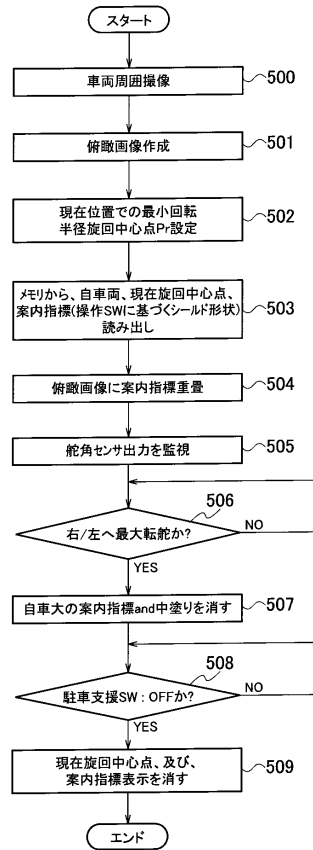 スタート
車両周囲撮像
500
俯瞰画像作成
501
現在位置での最小回転
半径旋回中心点Pr設定
502
メモリから、自車両、現在旋回中心点、
案内指標(操作SWに基づくシールド形状)
読み出し
503
俯瞰画像に案内指標重畳
504
舵角センサ出力を監視
505
506
右/左へ最大転舵か?
NO
YES
自車大の案内指標and中塗りを消す
507
508
駐車支援SW:OFFか?
NO
YES
現在旋回中心点、及び、
案内指標表示を消す
509
エンド